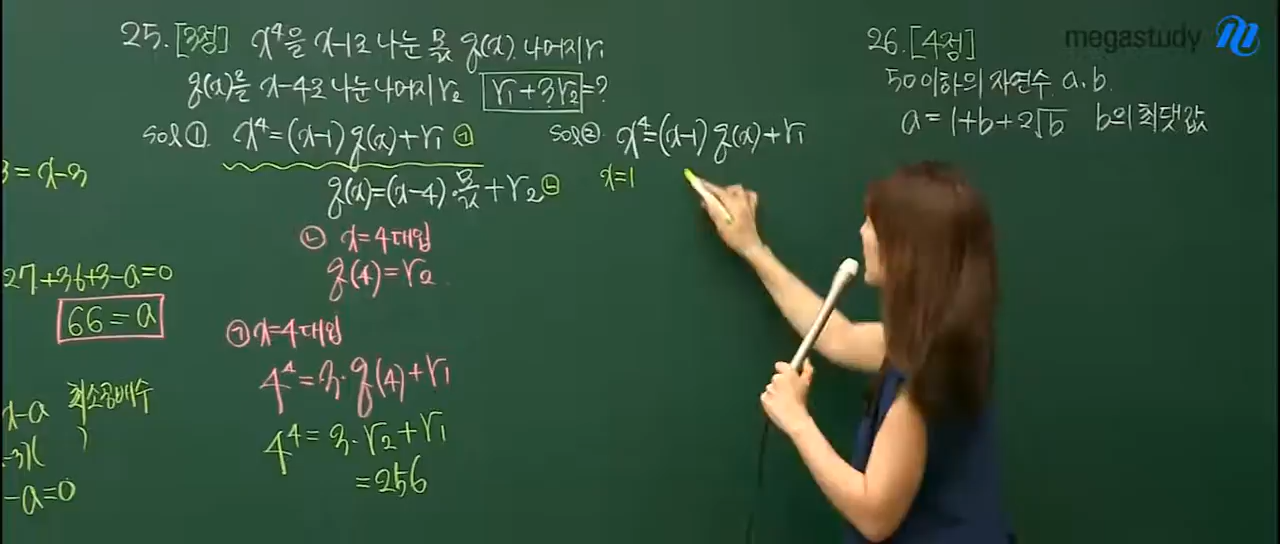 25. [3점] x⁴을 x-1로 나눈 몫 q(x). 나머지 r₁
q(x)를 x-4로 나눈 나머지 r₂ r₁+3r₂=?
sol① x⁴=(x-1)q(x)+r₁ ㉠
q(x)=(x-4)·몫+r₂ ㉡
㉡ x=4대입
q(4)=r₂.
㉠ x=4대입
4⁴=3·q(4)+r₁
4⁴=3·r₂+r₁
=256
sol② x⁴=(x-1)q(x)+r₁
x=1
26. [4점]
50이하의 자연수 a, b
a=1+b+2√b b의 최댓값
megastudy
3=x-3
27+36+3-a=0
66=a
x-a 최소공배수
-3)(
)
-a=0